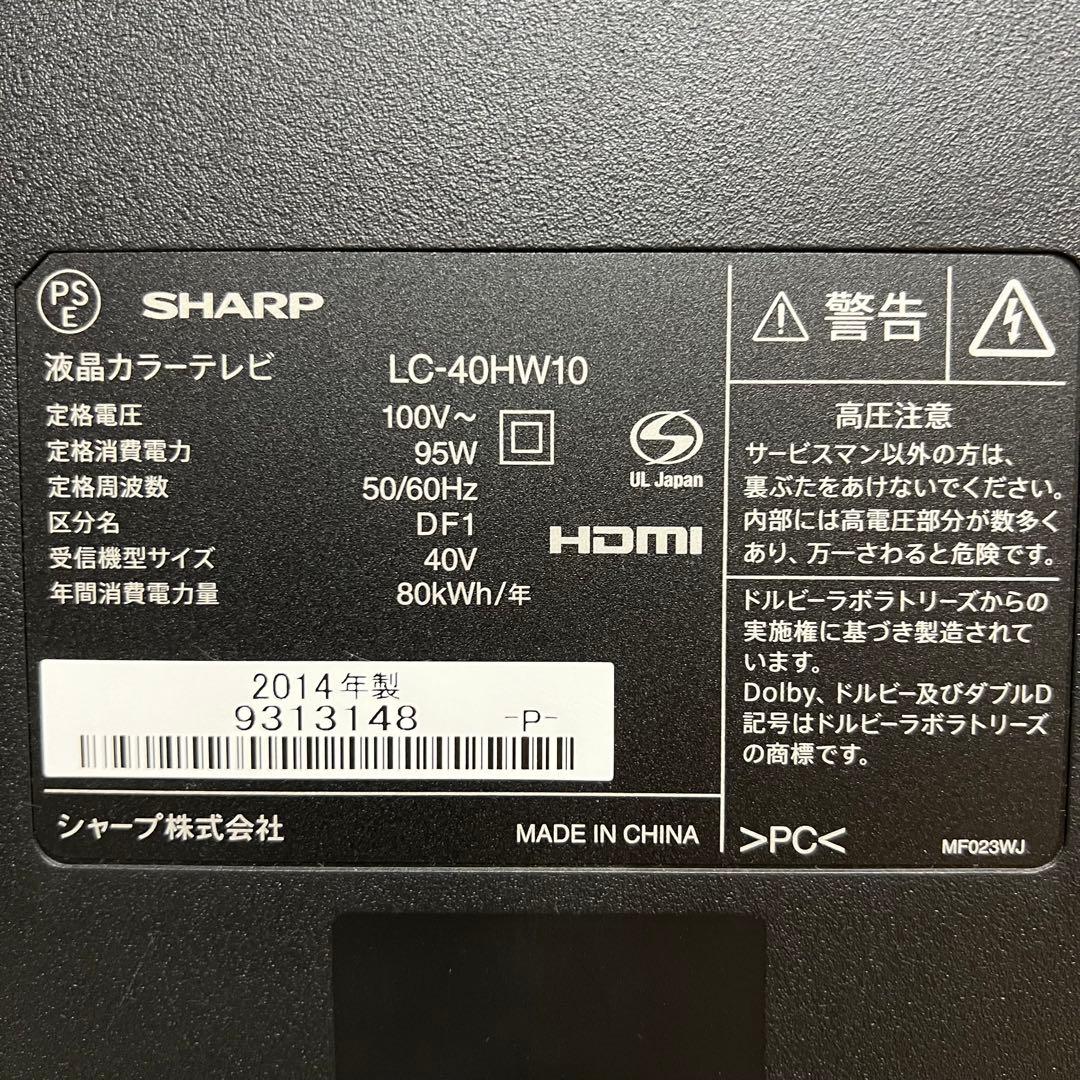 PS
E
SHARP
液晶カラーテレビ LC-40HW10
定格電圧 100V～
定格消費電力 95W
定格周波数 50/60Hz
区分名 DF1
受信機型サイズ 40V
年間消費電力量 80kWh/年
UL Japan
HDMI
2014年製
9313148 -P-
シャープ株式会社 MADE IN CHINA
警告
高圧注意
サービスマン以外の方は、
裏ぶたをあけないでください。
内部には高電圧部分が数多く
あり、万一さわると危険です。
ドルビーラボラトリーズからの
実施権に基づき製造されて
います。
Dolby、ドルビー及びダブルD
記号はドルビーラボラトリーズ
の商標です。
>PC< MF023WJ